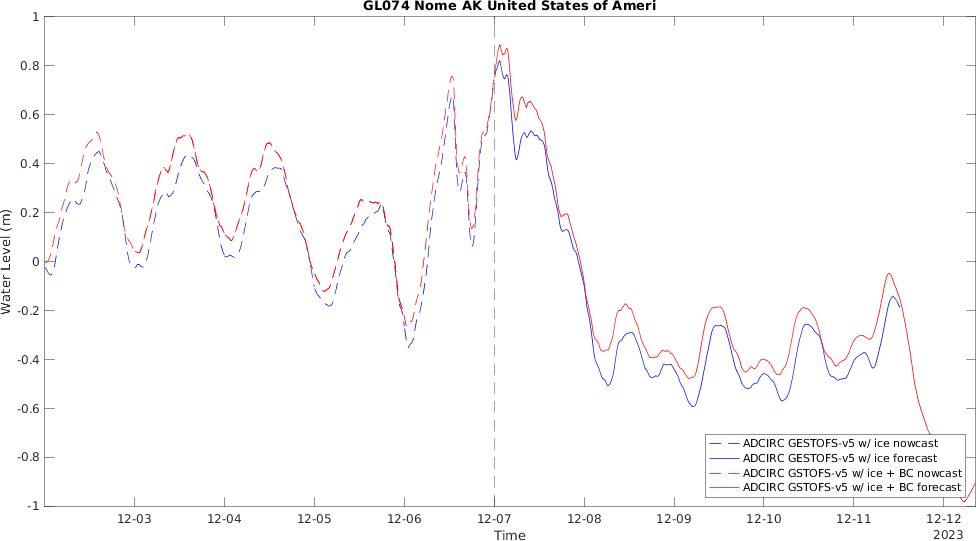 GL074 Nome AK United States of Ameri
1
0.8
0.6
0.4
0.2
0
-0.2
-0.4
-0.6
-0.8
-1
Water Level (m)
ADCIRC GESTOFS-v5 w/ ice nowcast
ADCIRC GESTOFS-v5 w/ ice forecast
ADCIRC GSTOFS-v5 w/ ice + BC nowcast
ADCIRC GSTOFS-v5 w/ ice + BC forecast
12-03 12-04 12-05 12-06 12-07 12-08 12-09 12-10 12-11 12-12
Time 2023